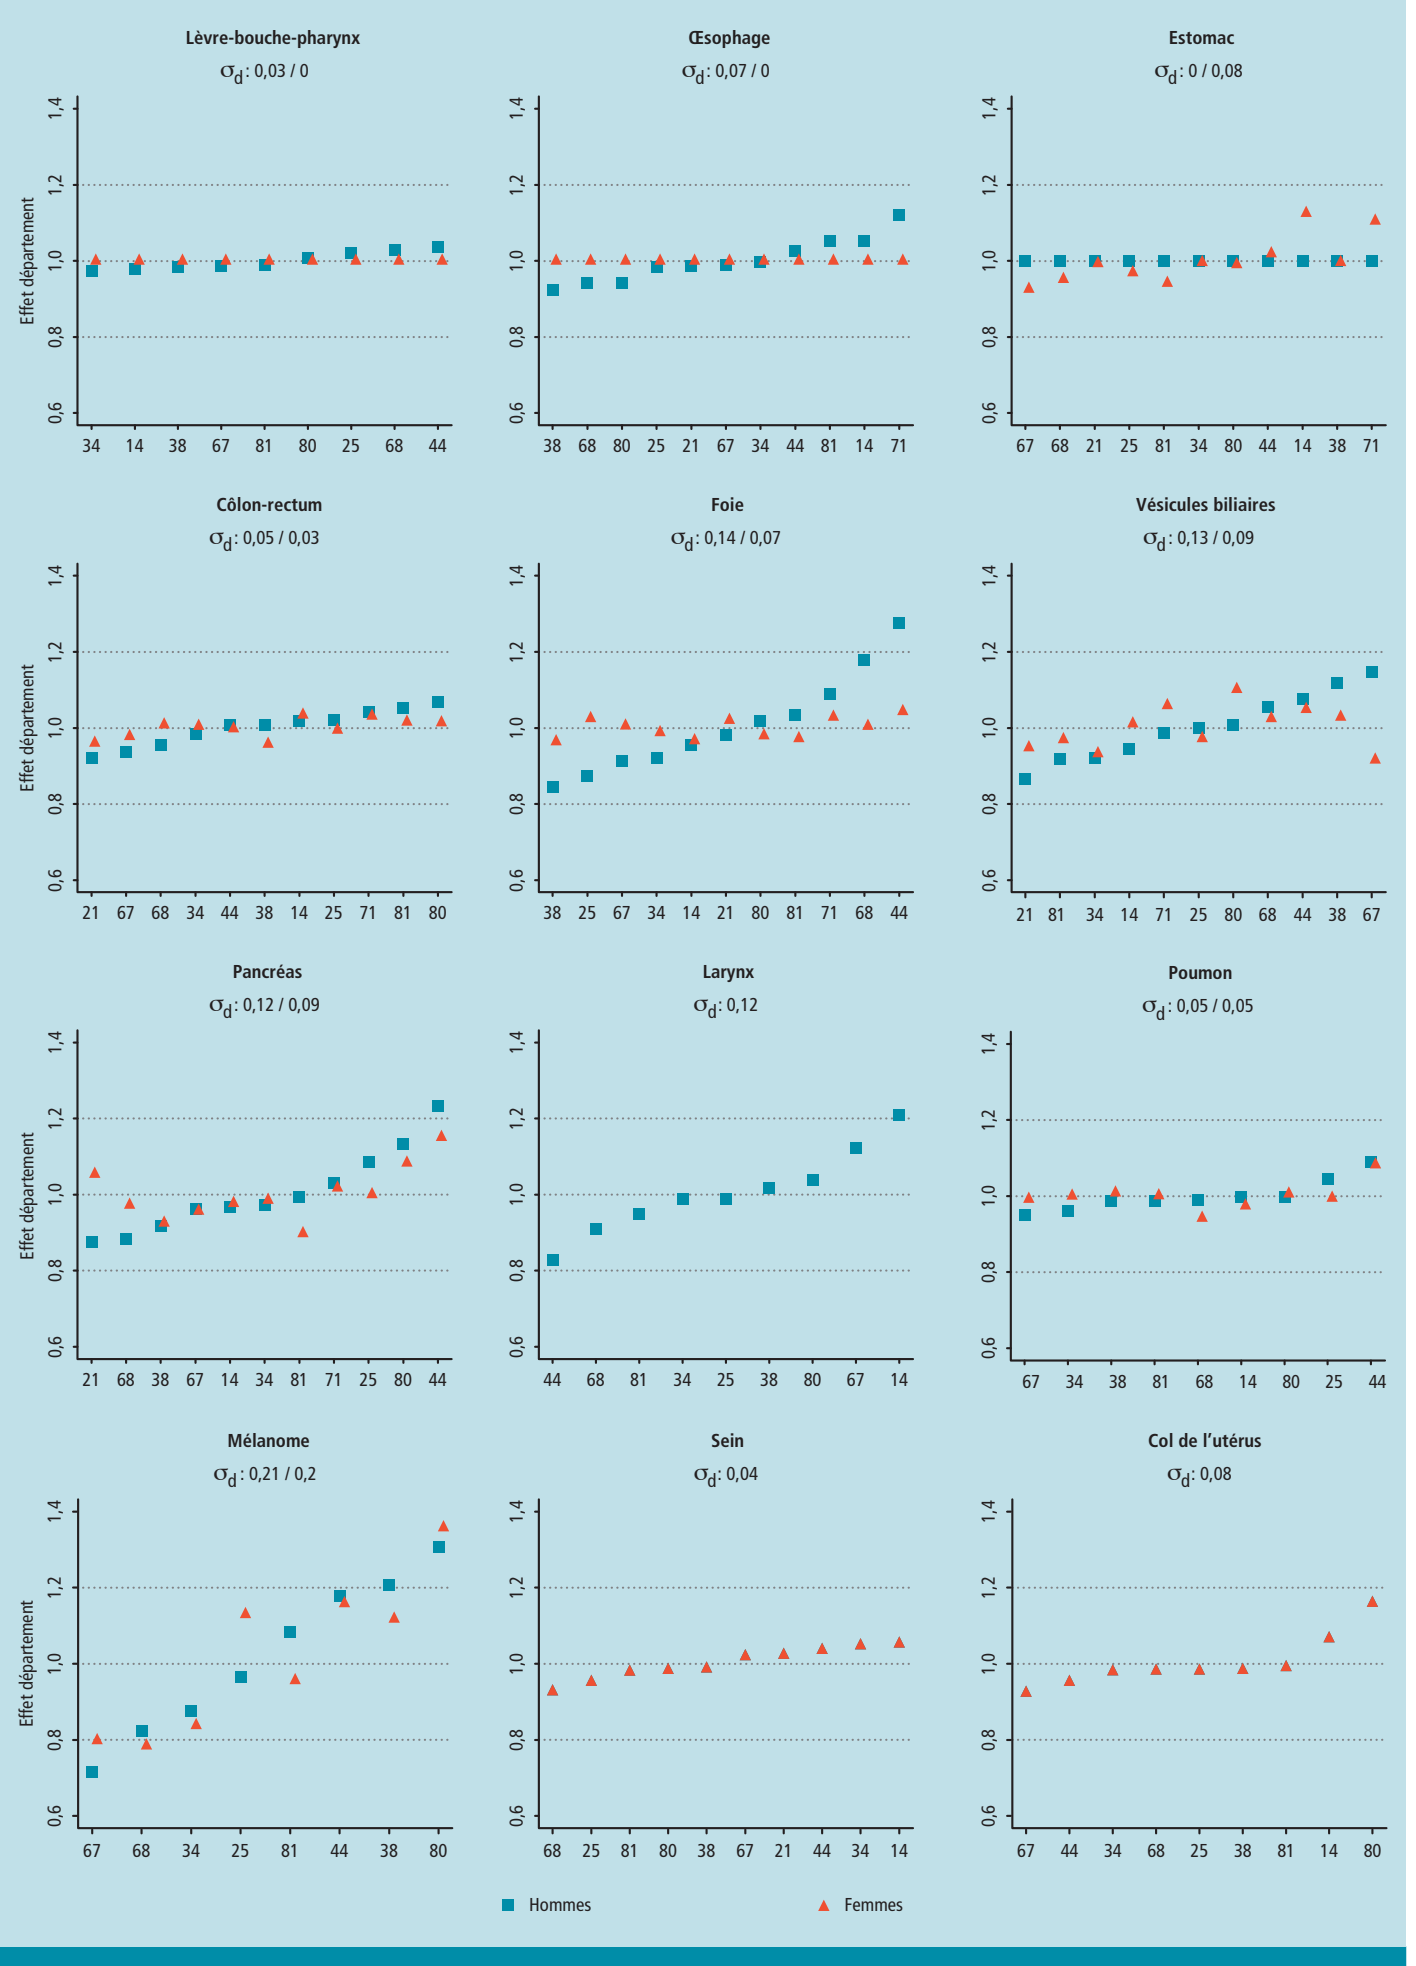 Lèvre-bouche-pharynx
σd: 0,03 / 0
Effet département
1,4
1,2
1,0
0,8
0,6
34 14 38 67 81 80 25 68 44
Œsophage
σd: 0,07 / 0
1,4
1,2
1,0
0,8
0,6
38 68 80 25 21 67 34 44 81 14 71
Estomac
σd: 0 / 0,08
1,4
1,2
1,0
0,8
0,6
67 68 21 25 81 34 80 44 14 38 71
Côlon-rectum
σd: 0,05 / 0,03
Effet département
1,4
1,2
1,0
0,8
0,6
21 67 68 34 44 38 14 25 71 81 80
Foie
σd: 0,14 / 0,07
1,4
1,2
1,0
0,8
0,6
38 25 67 34 14 21 80 81 71 68 44
Vésicules biliaires
σd: 0,13 / 0,09
1,4
1,2
1,0
0,8
0,6
21 81 34 14 71 25 80 68 44 38 67
Pancréas
σd: 0,12 / 0,09
Effet département
1,4
1,2
1,0
0,8
0,6
21 68 38 67 14 34 81 71 25 80 44
Larynx
σd: 0,12
1,4
1,2
1,0
0,8
0,6
44 68 81 34 25 38 80 67 14
Poumon
σd: 0,05 / 0,05
1,4
1,2
1,0
0,8
0,6
67 34 38 81 68 14 80 25 44
Mélanome
σd: 0,21 / 0,2
Effet département
1,4
1,2
1,0
0,8
0,6
67 68 34 25 81 44 38 80
Sein
σd: 0,04
1,4
1,2
1,0
0,8
0,6
68 25 81 80 38 67 21 44 34 14
Col de l’utérus
σd: 0,08
1,4
1,2
1,0
0,8
0,6
67 44 34 68 25 38 81 14 80
Hommes
Femmes